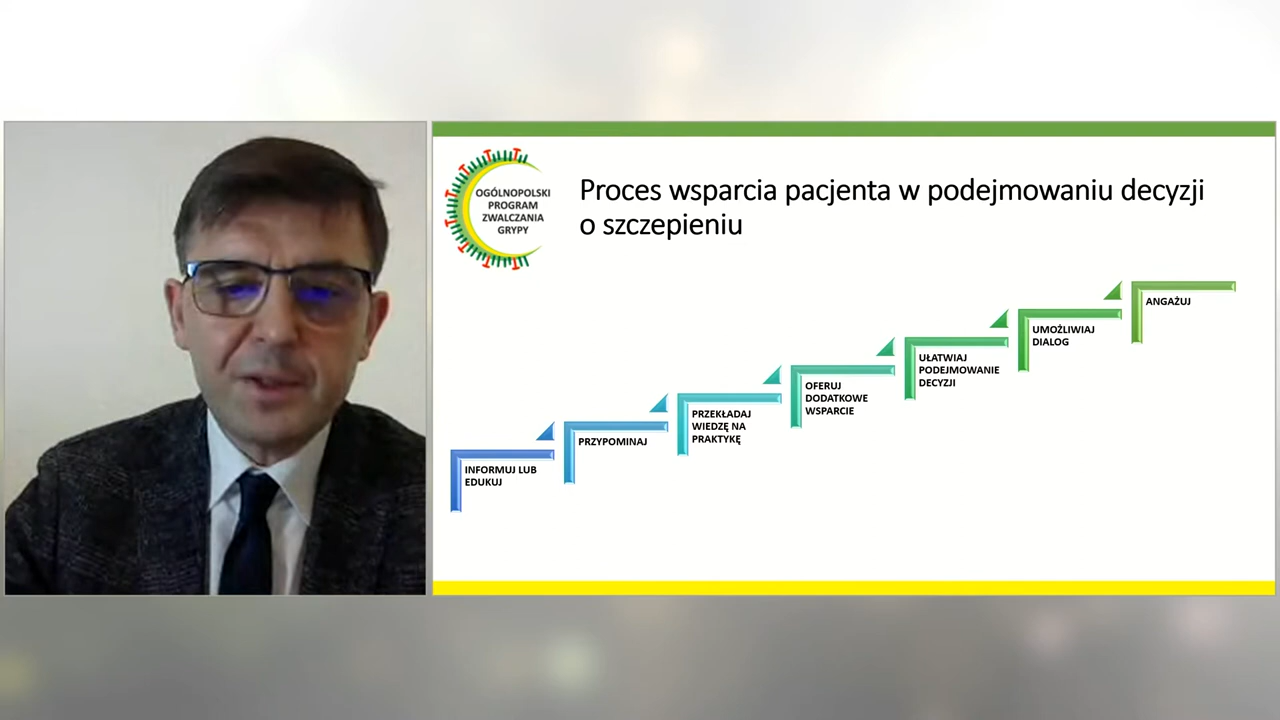 OGÓLNOPOLSKI
PROGRAM
ZWALCZANIA
GRYPY
Proces wsparcia pacjenta w podejmowaniu decyzji
o szczepieniu
INFORMUJ LUB
EDUKUJ
PRZYPOMINAJ
PRZEKŁADAJ
WIEDZĘ NA
PRAKTYKĘ
OFERUJ
DODATKOWE
WSPARCIE
UŁATWIAJ
PODEJMOWANIE
DECYZJI
UMOŻLIWIAJ
DIALOG
ANGAŻUJ